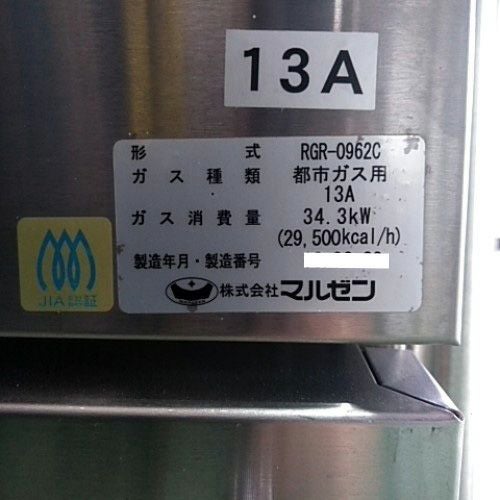 13A
形式 RGR-0962C
ガス種類 都市ガス用
13A
ガス消費量 34.3kW
(29,500kcal/h)
製造年月・製造番号
株式会社マルゼン
JIA認証